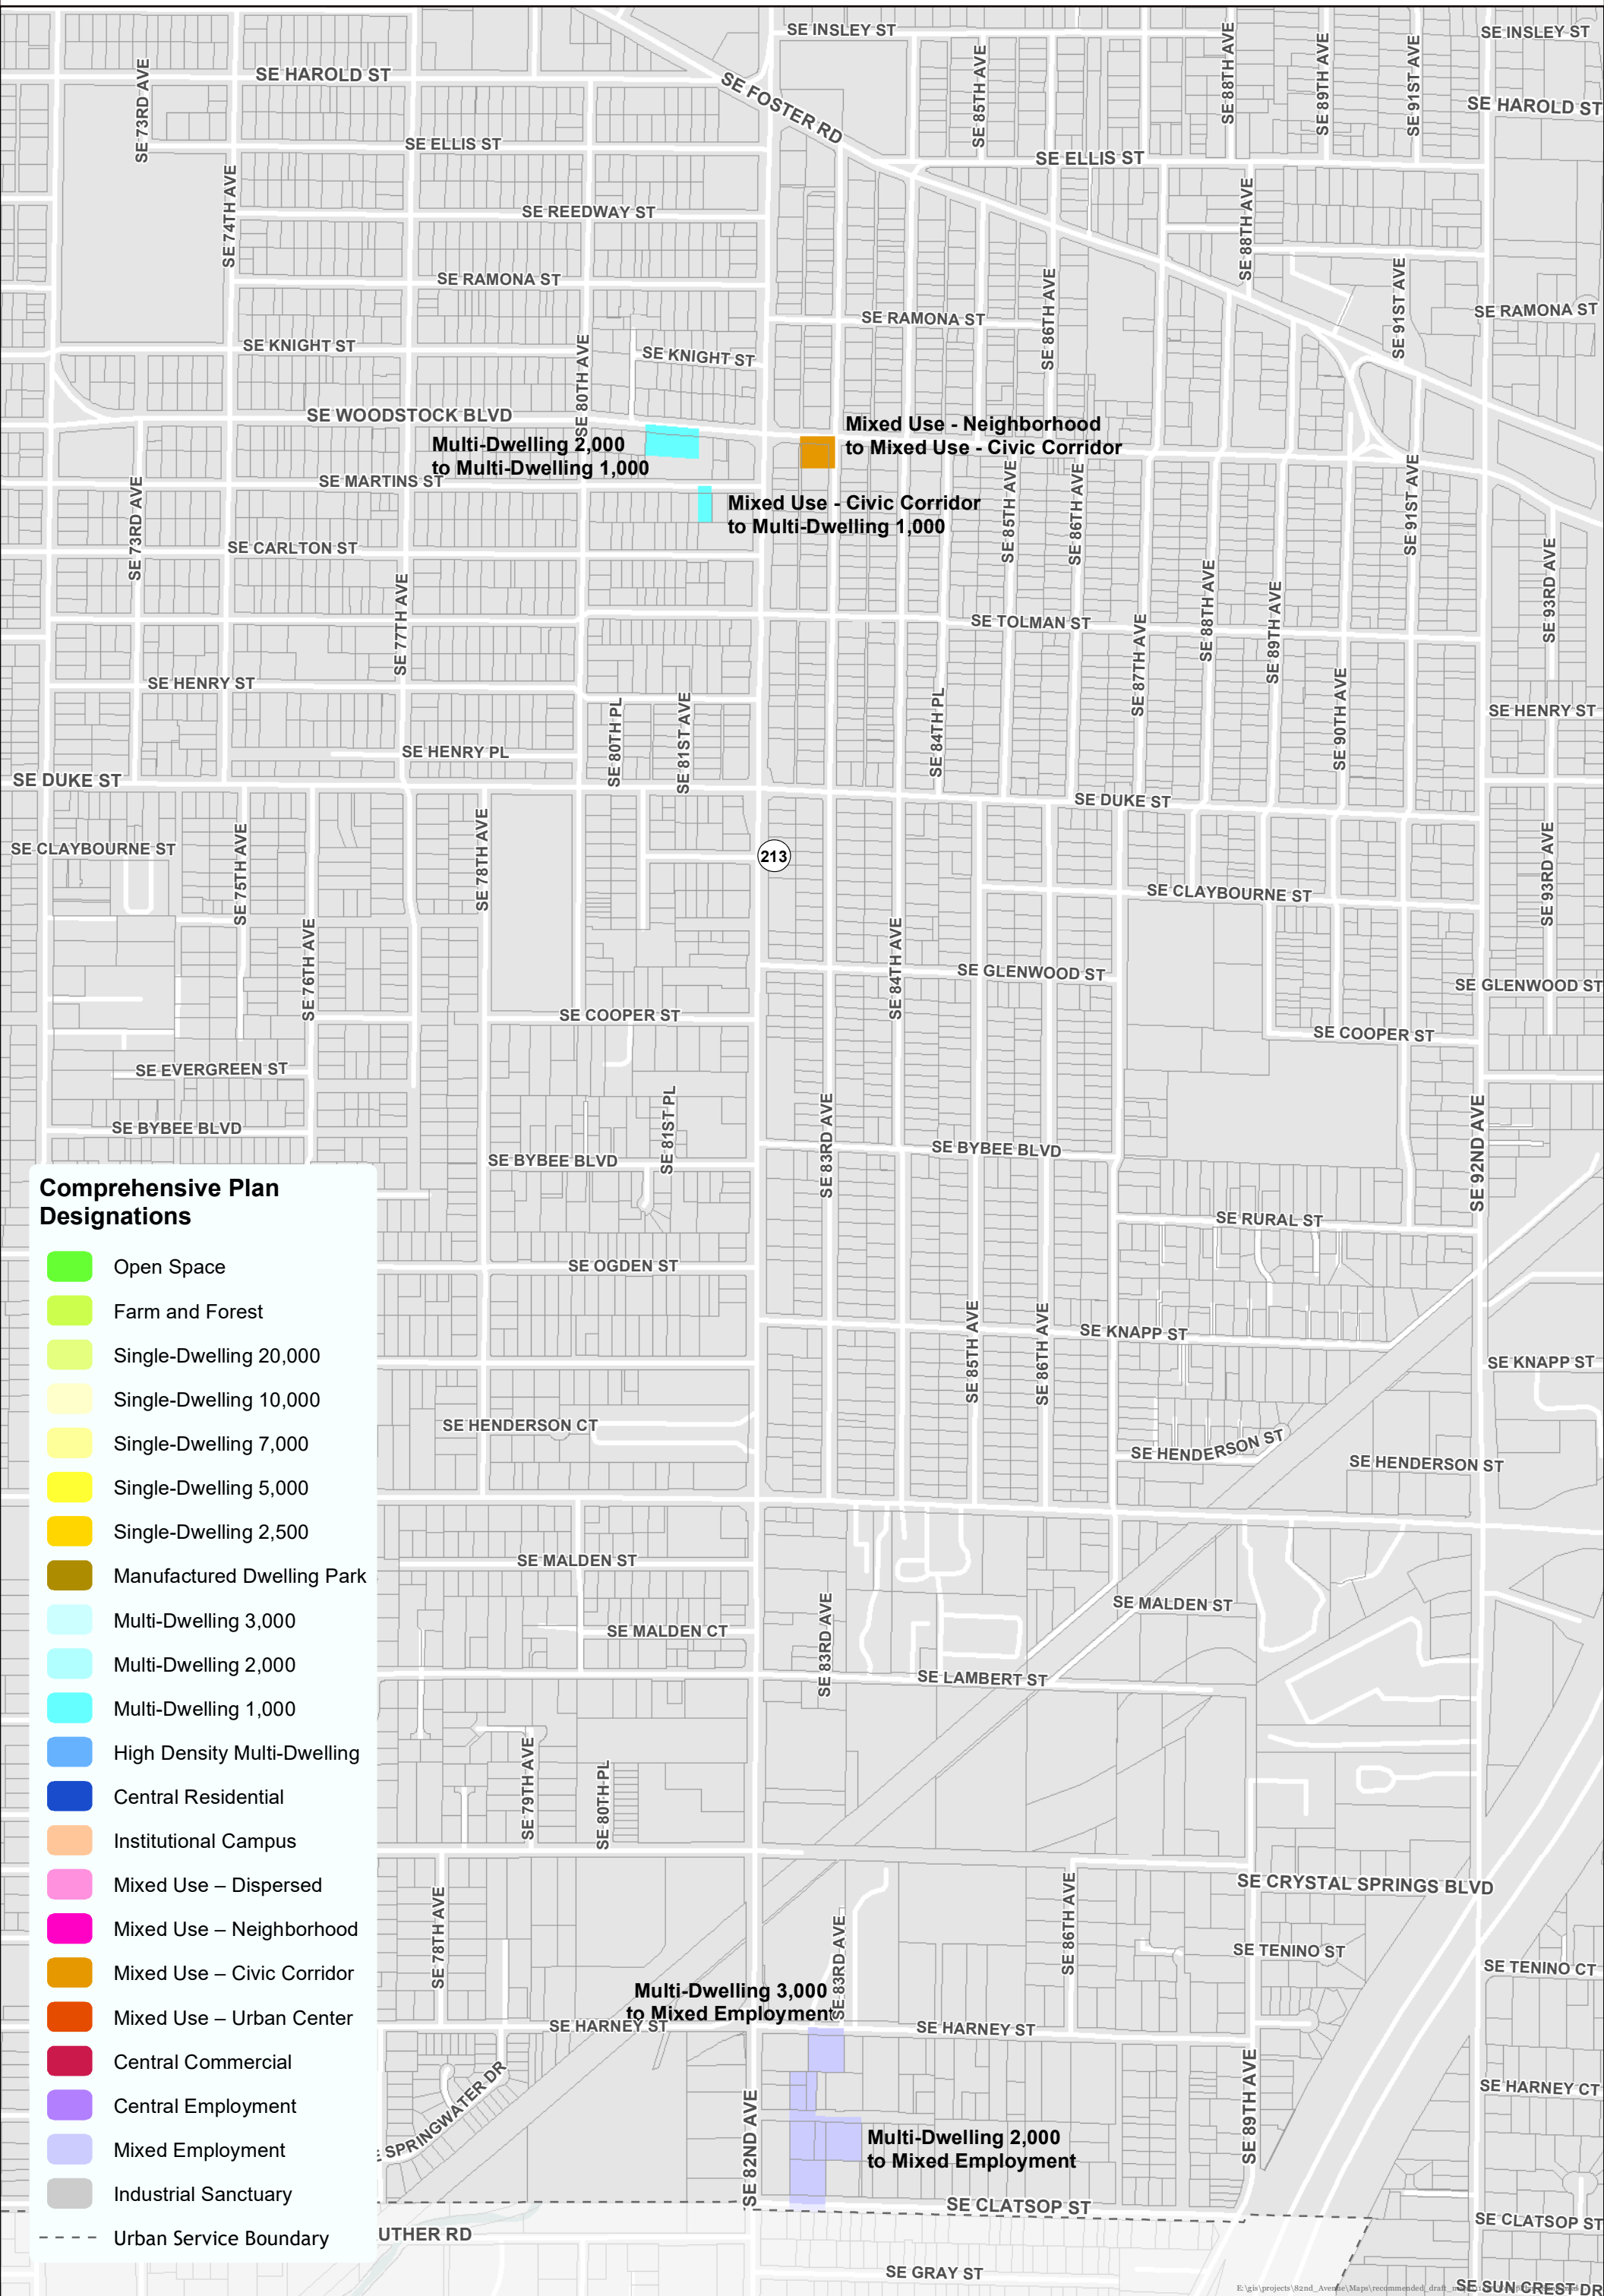 SE INSLEY ST
SE INSLEY ST
SE 73RD AVE
SE HAROLD ST
SE FOSTER RD
SE 85TH AVE
SE 88TH AVE
SE 89TH AVE
SE 91ST AVE
SE HAROLD ST
SE ELLIS ST
SE ELLIS ST
SE 74TH AVE
SE REEDWAY ST
SE 88TH AVE
SE RAMONA ST
SE RAMONA ST
SE 86TH AVE
SE 91ST AVE
SE RAMONA ST
SE KNIGHT ST
SE 80TH AVE
SE KNIGHT ST
SE WOODSTOCK BLVD
Multi-Dwelling 2,000
to Multi-Dwelling 1,000
Mixed Use - Neighborhood
to Mixed Use - Civic Corridor
SE MARTINS ST
Mixed Use - Civic Corridor
to Multi-Dwelling 1,000
SE 73RD AVE
SE CARLTON ST
SE 85TH AVE
SE 86TH AVE
SE 91ST AVE
SE 93RD AVE
SE 77TH AVE
SE TOLMAN ST
SE 87TH AVE
SE 88TH AVE
SE 89TH AVE
SE 90TH AVE
SE HENRY ST
SE 80TH PL
SE 81ST AVE
SE 84TH PL
SE HENRY ST
SE HENRY PL
SE DUKE ST
SE DUKE ST
SE CLAYBOURNE ST
SE 75TH AVE
SE 78TH AVE
213
SE CLAYBOURNE ST
SE 93RD AVE
SE 76TH AVE
SE 84TH AVE
SE GLENWOOD ST
SE GLENWOOD ST
SE COOPER ST
SE COOPER ST
SE EVERGREEN ST
SE 81ST PL
SE 83RD AVE
SE 92ND AVE
SE BYBEE BLVD
SE BYBEE BLVD
SE BYBEE BLVD
SE RURAL ST
SE OGDEN ST
SE 85TH AVE
SE 86TH AVE
SE KNAPP ST
SE KNAPP ST
SE HENDERSON CT
SE HENDERSON ST
SE HENDERSON ST
SE MALDEN ST
SE MALDEN ST
SE MALDEN CT
SE 83RD AVE
SE LAMBERT ST
SE 79TH AVE
SE 80TH PL
SE CRYSTAL SPRINGS BLVD
SE 78TH AVE
SE 83RD AVE
SE 86TH AVE
SE TENINO ST
SE TENINO CT
Multi-Dwelling 3,000
to Mixed Employment
SE HARNEY ST
SE HARNEY ST
SPRINGWATER DR
SE 82ND AVE
SE 89TH AVE
SE HARNEY CT
Multi-Dwelling 2,000
to Mixed Employment
SE CLATSOP ST
SE CLATSOP ST
UTHER RD
SE GRAY ST
SE SUN CREST DR
Comprehensive Plan
Designations
Open Space
Farm and Forest
Single-Dwelling 20,000
Single-Dwelling 10,000
Single-Dwelling 7,000
Single-Dwelling 5,000
Single-Dwelling 2,500
Manufactured Dwelling Park
Multi-Dwelling 3,000
Multi-Dwelling 2,000
Multi-Dwelling 1,000
High Density Multi-Dwelling
Central Residential
Institutional Campus
Mixed Use – Dispersed
Mixed Use – Neighborhood
Mixed Use – Civic Corridor
Mixed Use – Urban Center
Central Commercial
Central Employment
Mixed Employment
Industrial Sanctuary
Urban Service Boundary